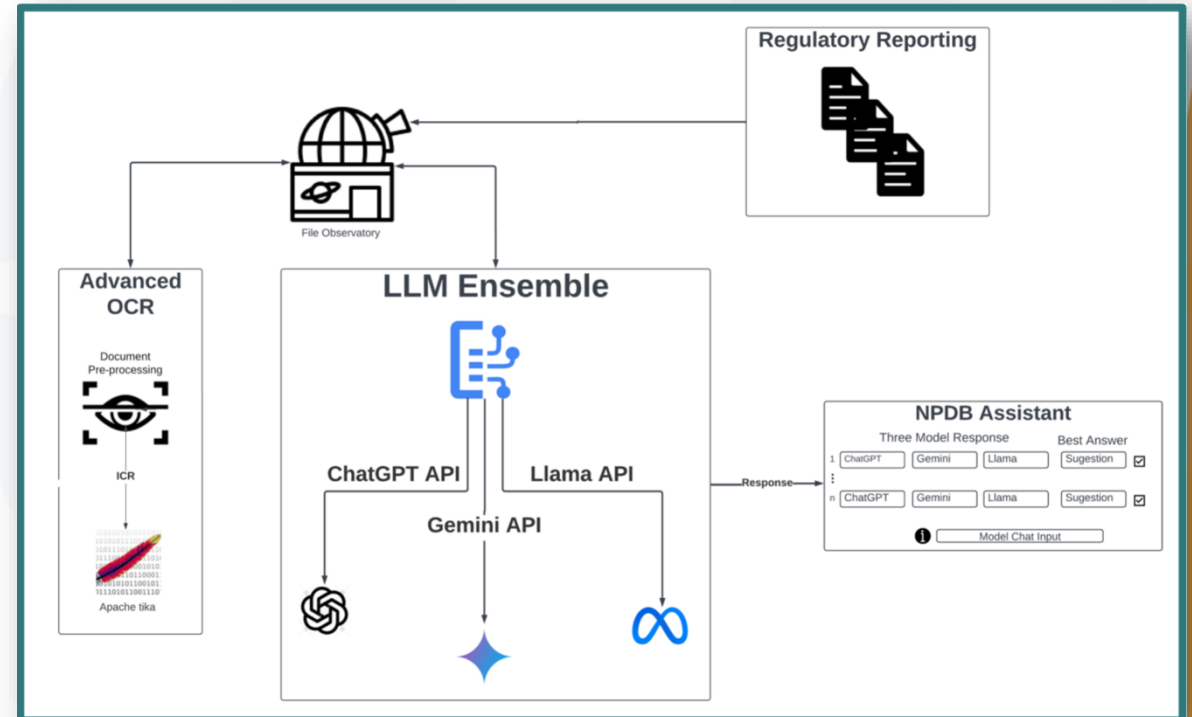 Regulatory Reporting
File Observatory
Advanced
OCR
Document
Pre-processing
ICR
Apache tika
LLM Ensemble
ChatGPT API
Llama API
Gemini API
Response
NPDB Assistant
Three Model Response
Best Answer
1 ChatGPT Gemini Llama Sugestion
⋮
n ChatGPT Gemini Llama Sugestion
Model Chat Input